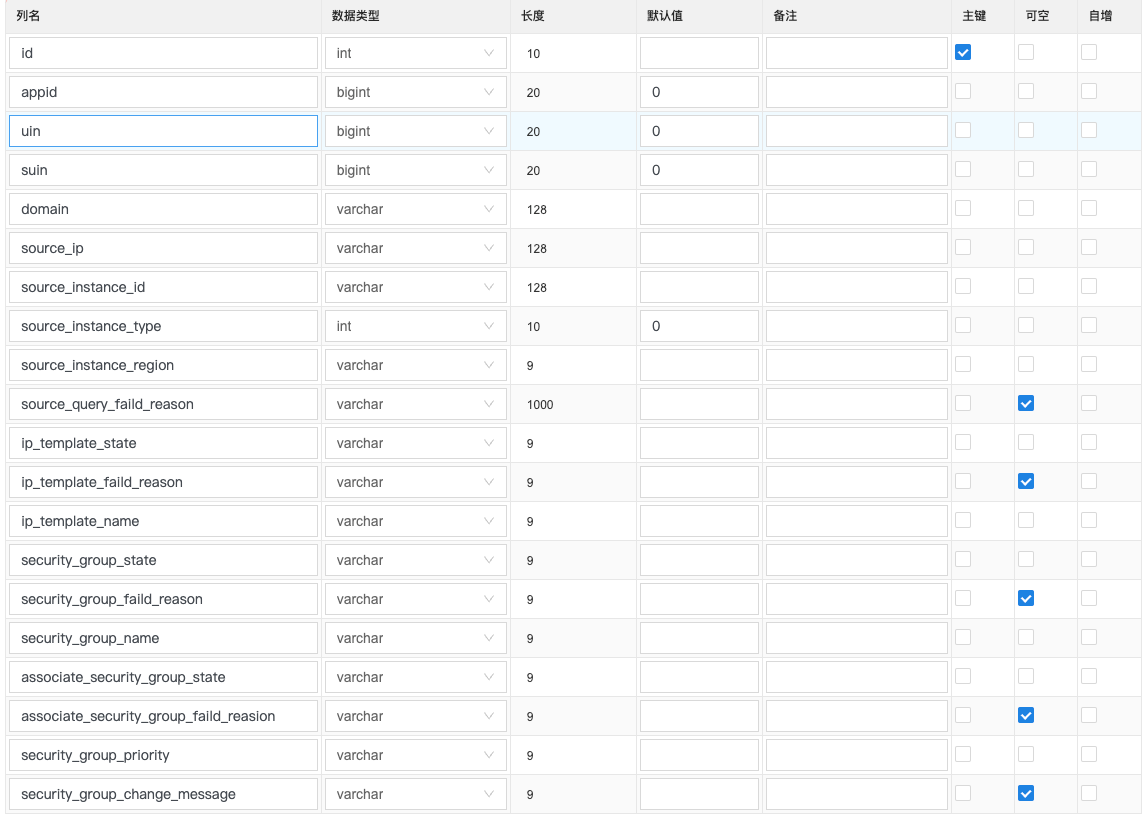 列名 数据类型 长度 默认值 备注 主键 可空 自增
id int 10
appid bigint 20 0
uin bigint 20 0
suin bigint 20 0
domain varchar 128
source_ip varchar 128
source_instance_id varchar 128
source_instance_type int 10 0
source_instance_region varchar 9
source_query_faild_reason varchar 1000
ip_template_state varchar 9
ip_template_faild_reason varchar 9
ip_template_name varchar 9
security_group_state varchar 9
security_group_faild_reason varchar 9
security_group_name varchar 9
associate_security_group_state varchar 9
associate_security_group_faild_reasion varchar 9
security_group_priority varchar 9
security_group_change_message varchar 9